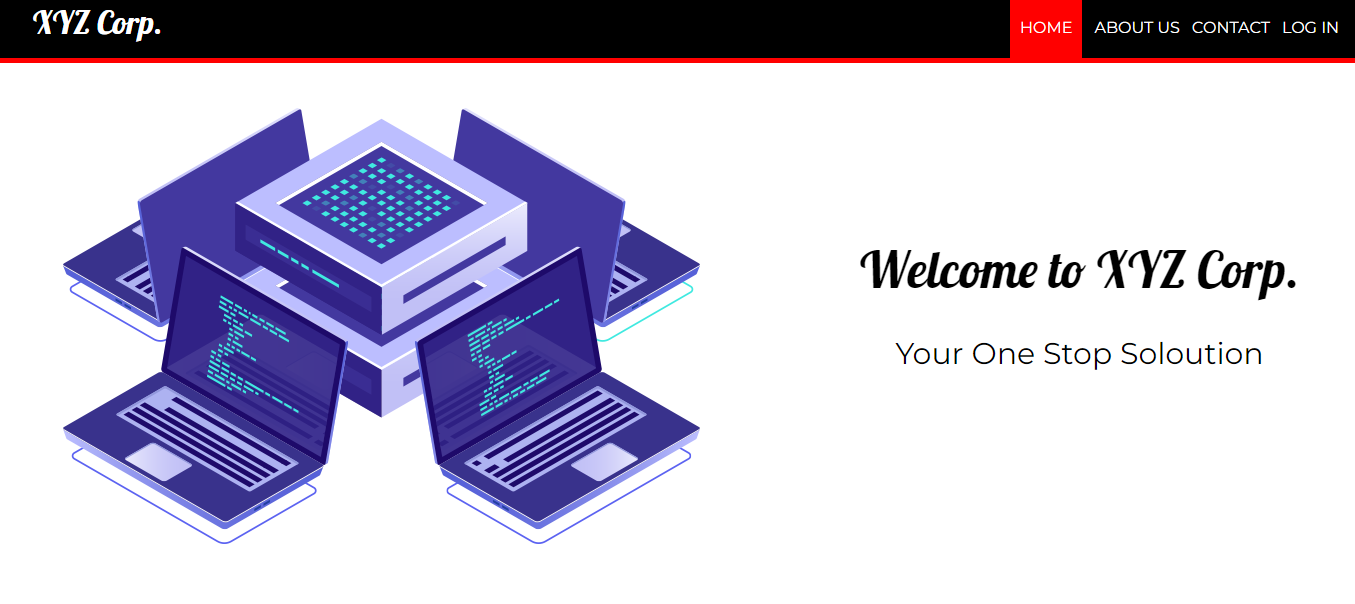 XYZ Corp.
HOME ABOUT US CONTACT LOG IN
Welcome to XYZ Corp.
Your One Stop Soloution